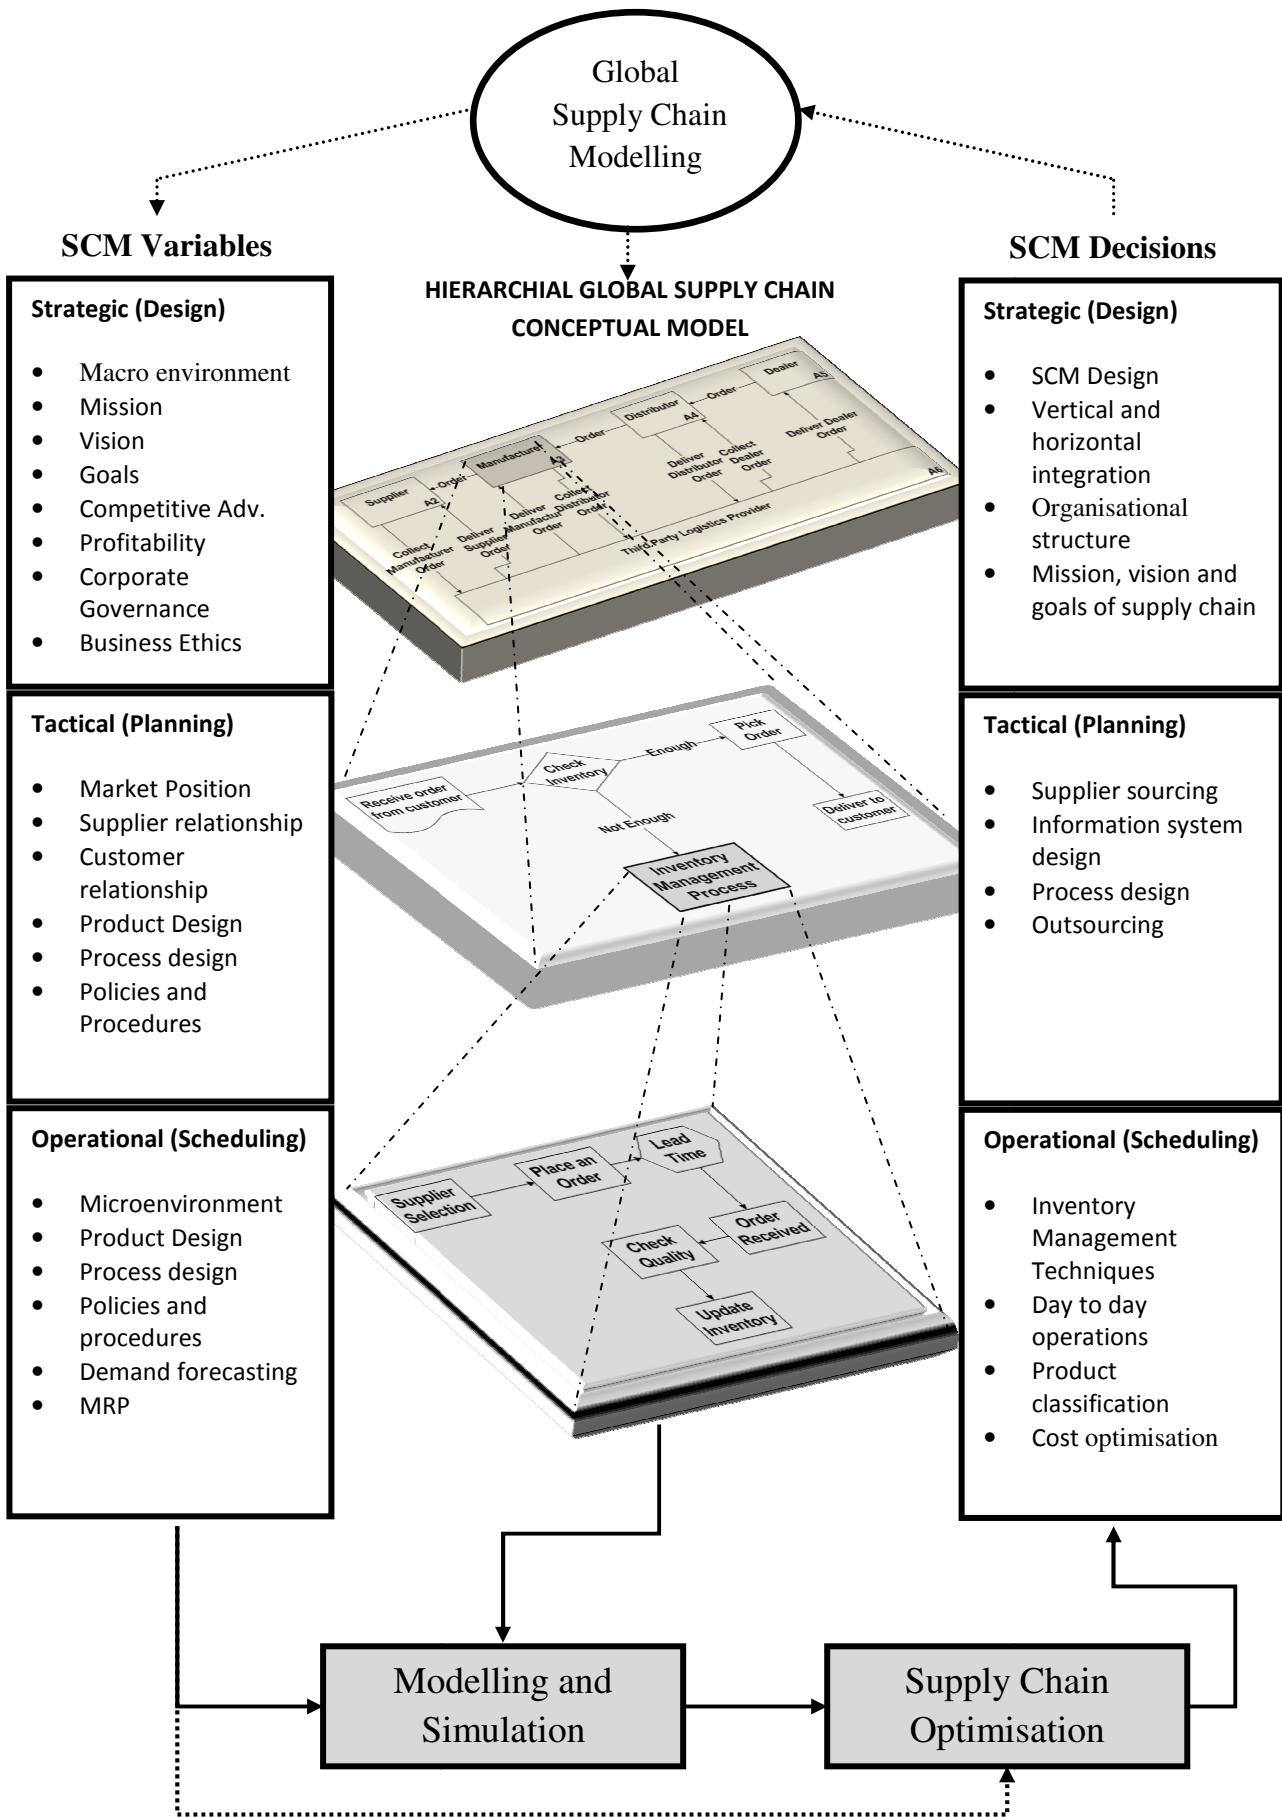 Global
Supply Chain
Modelling
SCM Variables
Strategic (Design)
• Macro environment
• Mission
• Vision
• Goals
• Competitive Adv.
• Profitability
• Corporate
Governance
• Business Ethics
Tactical (Planning)
• Market Position
• Supplier relationship
• Customer
relationship
• Product Design
• Process design
• Policies and
Procedures
Operational (Scheduling)
• Microenvironment
• Product Design
• Process design
• Policies and
procedures
• Demand forecasting
• MRP
HIERARCHIAL GLOBAL SUPPLY CHAIN
CONCEPTUAL MODEL
Supplier
A2
Order
Manufacturer
A3
Order
Distributor
A4
Order
Dealer
A5
Collect
Manufacturer
Order
Deliver
Supplier
Order
Deliver
Manufactur
Order
Collect
Distributor
Order
Deliver
Distributor
Order
Collect
Dealer
Order
Deliver Dealer
Order
Third Party Logistics Provider
A6
Receive order
from customer
Check
Inventory
Enough
Pick
Order
Deliver to
customer
Not Enough
Inventory
Management
Process
Supplier
Selection
Place an
Order
Lead
Time
Order
Received
Check
Quality
Update
Inventory
SCM Decisions
Strategic (Design)
• SCM Design
• Vertical and
horizontal
integration
• Organisational
structure
• Mission, vision and
goals of supply chain
Tactical (Planning)
• Supplier sourcing
• Information system
design
• Process design
• Outsourcing
Operational (Scheduling)
• Inventory
Management
Techniques
• Day to day
operations
• Product
classification
• Cost optimisation
Modelling and
Simulation
Supply Chain
Optimisation